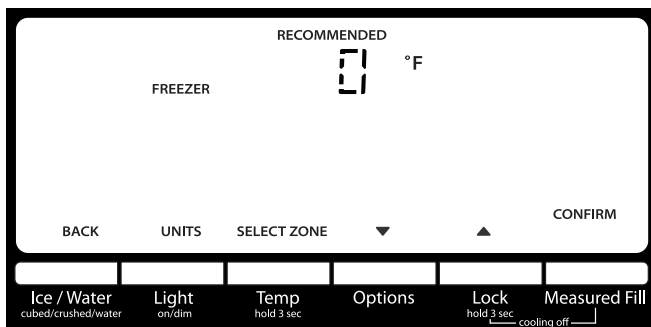 RECOMMENDED
FREEZER 0 °F
CONFIRM
BACK UNITS SELECT ZONE ▼ ▲
Ice / Water Light Temp Options Lock Measured Fill
cubed/crushed/water on/dim hold 3 sec hold 3 sec
cooling off